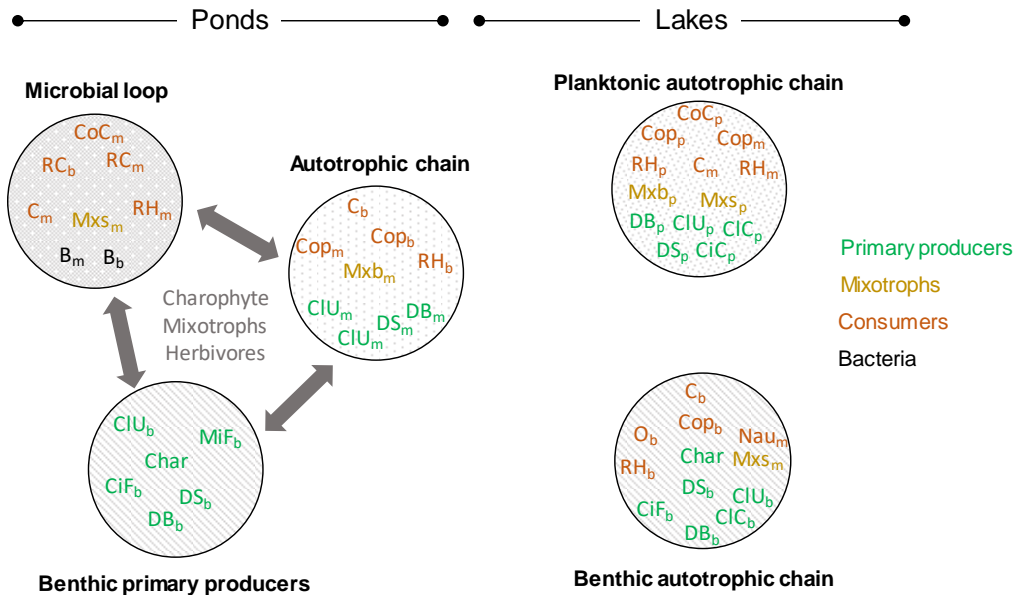 Ponds
Lakes
Microbial loop
CoCm
RCb
RCm
Cm
Mxsm
RHm
Bm
Bb
Autotrophic chain
Cb
Copm
Copb
RHb
Mxbm
ClUm
DSm
DBm
ClUm
Charophyte
Mixotrophs
Herbivores
ClUb
MiFb
Char
CiFb
DSb
DBb
Benthic primary producers
Planktonic autotrophic chain
CoCp
Copp
Copm
RHp
Cm
RHm
Mxbp
Mxsp
DBp
ClUp
ClCp
DSp
CiCp
Primary producers
Mixotrophs
Consumers
Bacteria
Cb
Copb
Ob
Naum
RHb
Char
Mxsm
DSb
ClUb
CiFb
ClCb
DBb
Benthic autotrophic chain